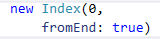 new Index(0,
fromEnd: true)